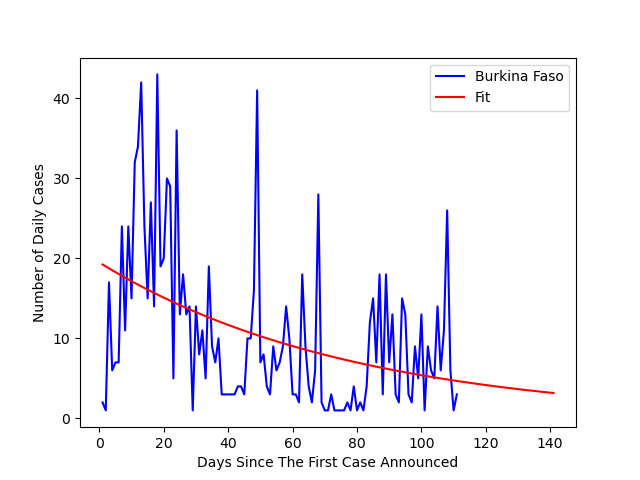 Burkina Faso
Fit
Number of Daily Cases
40
30
20
10
0
0 20 40 60 80 100 120 140
Days Since The First Case Announced